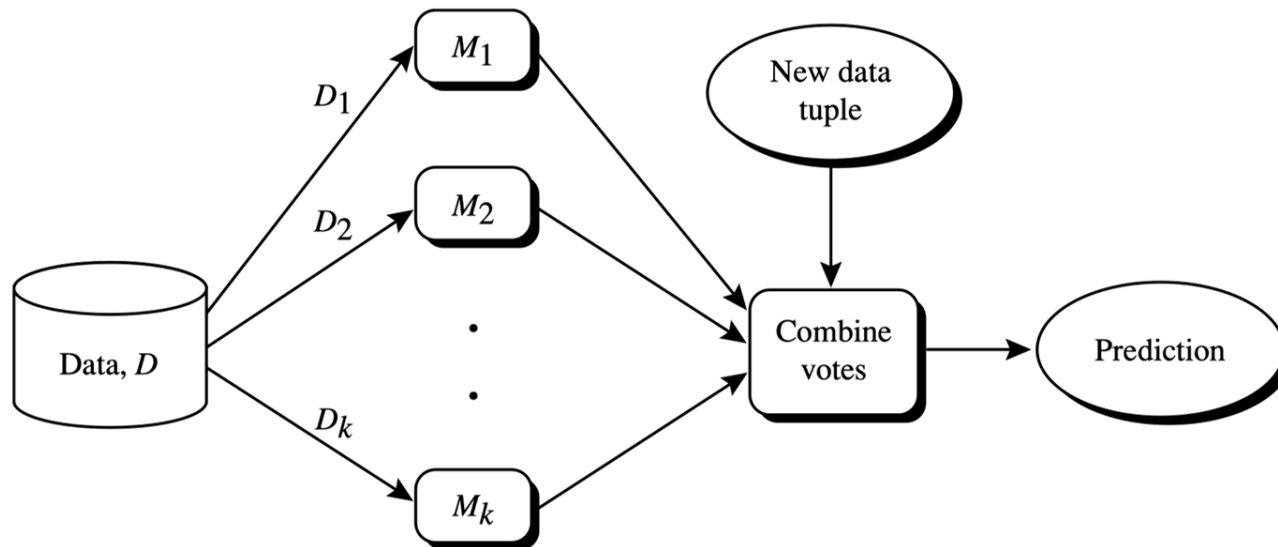 M1
New data
tuple
D1
M2
D2
Data, D
Combine
votes
Prediction
Dk
Mk